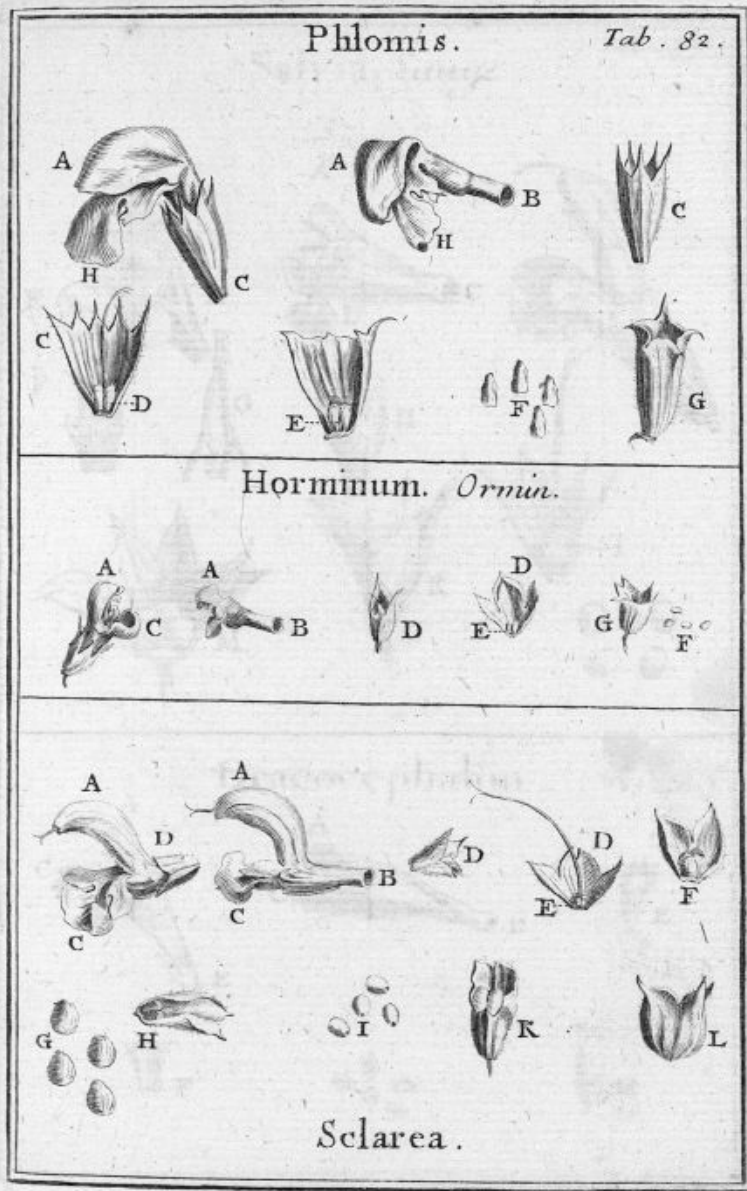 Phlomis. Tab. 82.
A A C
B
H H
C
C D E F G
Horminum. Ormin.
A A D
C B D E G F
A A
D D D
B E F
C C
G H I K L
Sclarea.